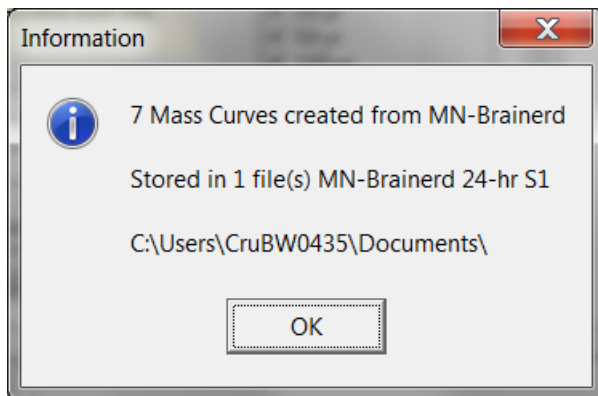 Information
7 Mass Curves created from MN-Brainerd
Stored in 1 file(s) MN-Brainerd 24-hr S1
C:\Users\CruBW0435\Documents\
OK